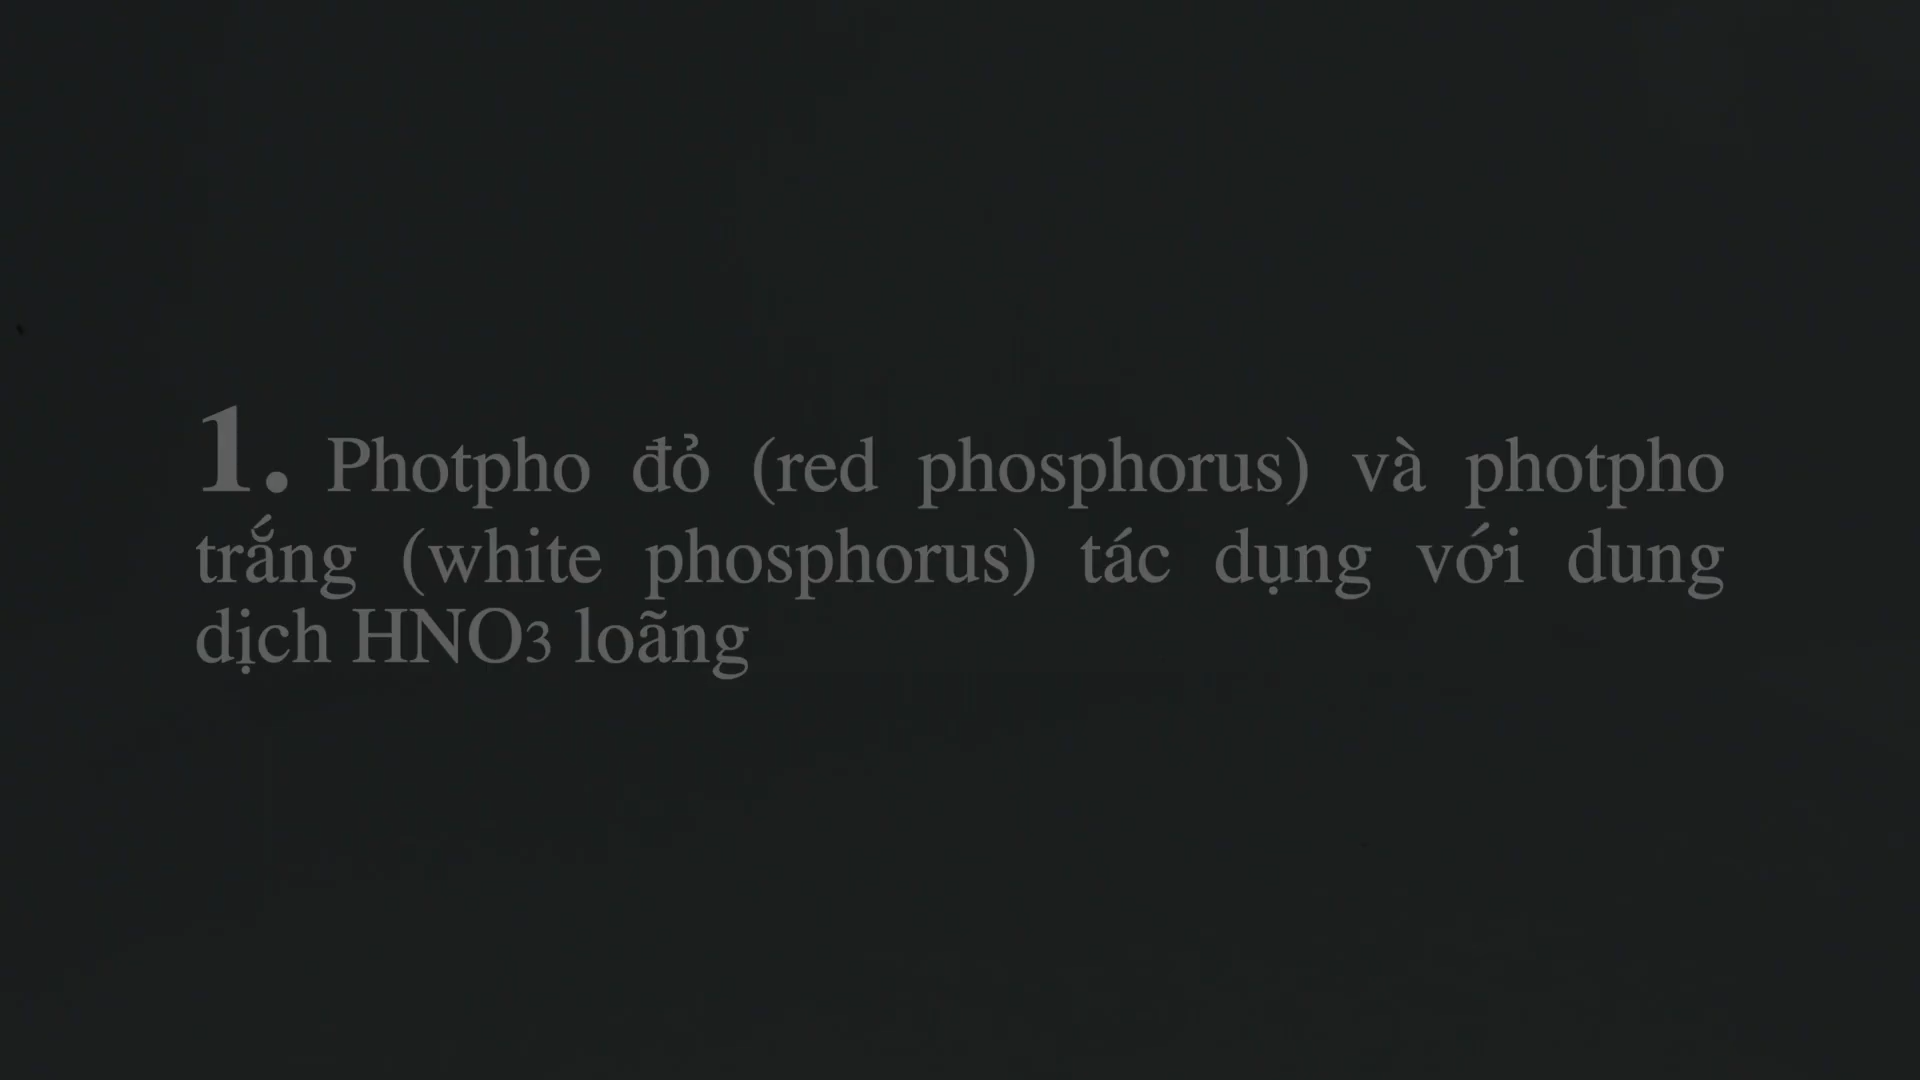 1. Photpho đỏ (red phosphorus) và photpho
trắng (white phosphorus) tác dụng với dung
dịch HNO3 loãng